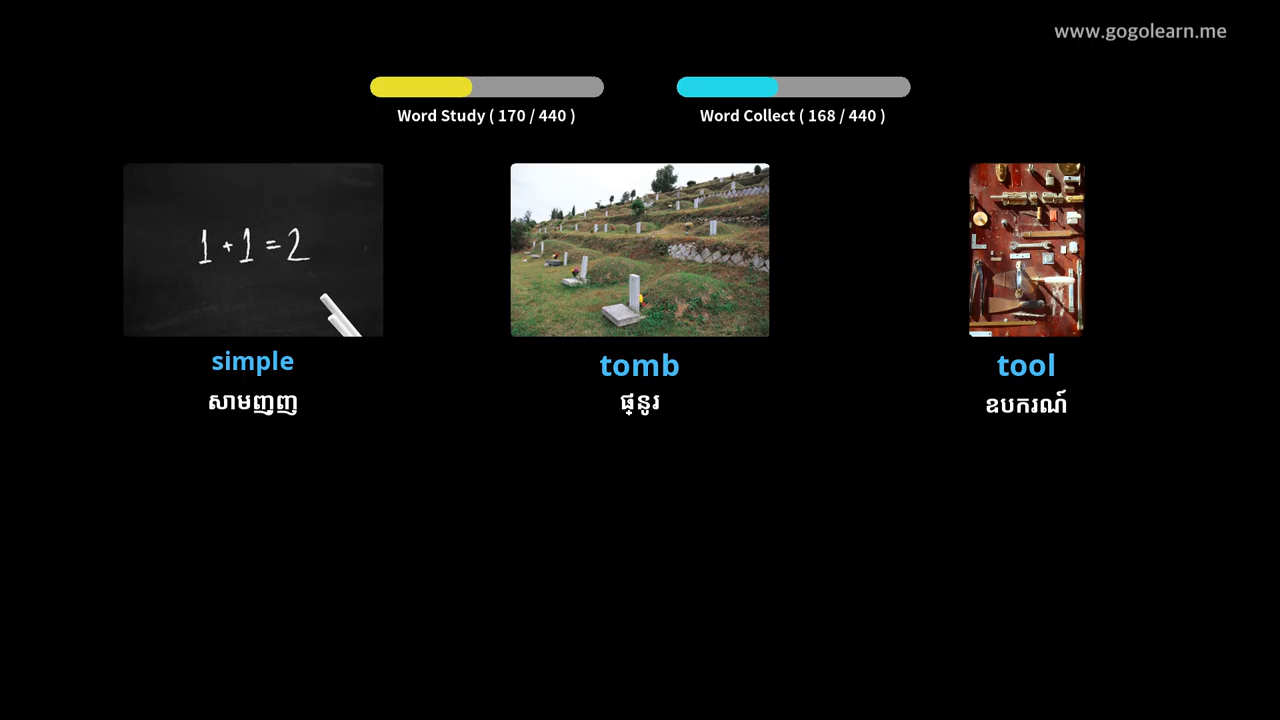 www.gogolearn.me
Word Study ( 170 / 440 )
Word Collect ( 168 / 440 )
1 + 1 = 2
simple
សាមញ្ញ
tomb
ផ្នូរ
tool
ឧបករណ៍